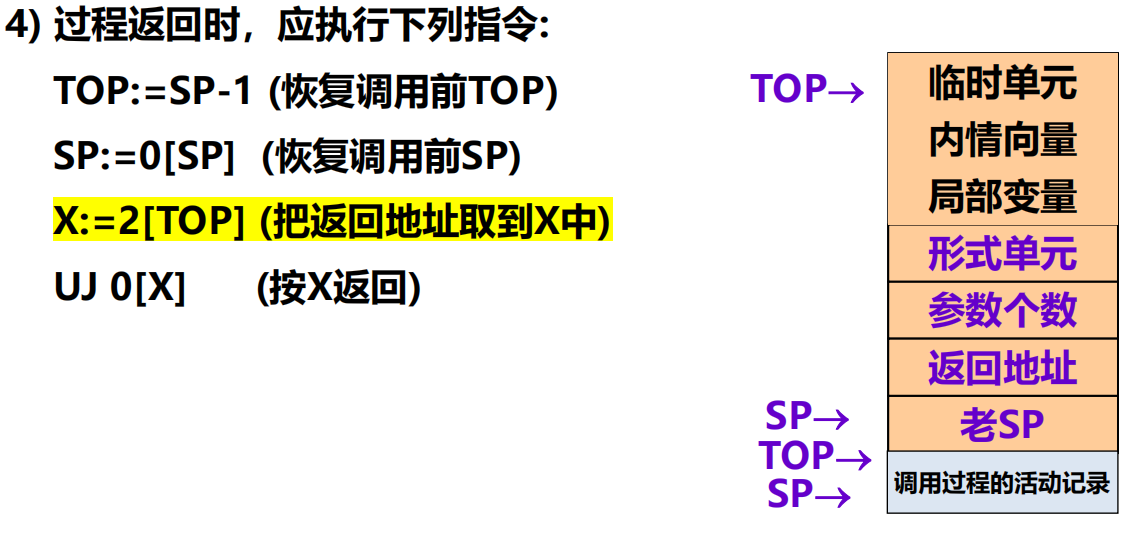 4) 过程返回时，应执行下列指令:
TOP:=SP-1 (恢复调用前TOP)
SP:=0[SP] (恢复调用前SP)
X:=2[TOP] (把返回地址取到X中)
UJ 0[X] (按X返回)
TOP→
临时单元
内情向量
局部变量
形式单元
参数个数
返回地址
SP→
老SP
TOP→
SP→
调用过程的活动记录